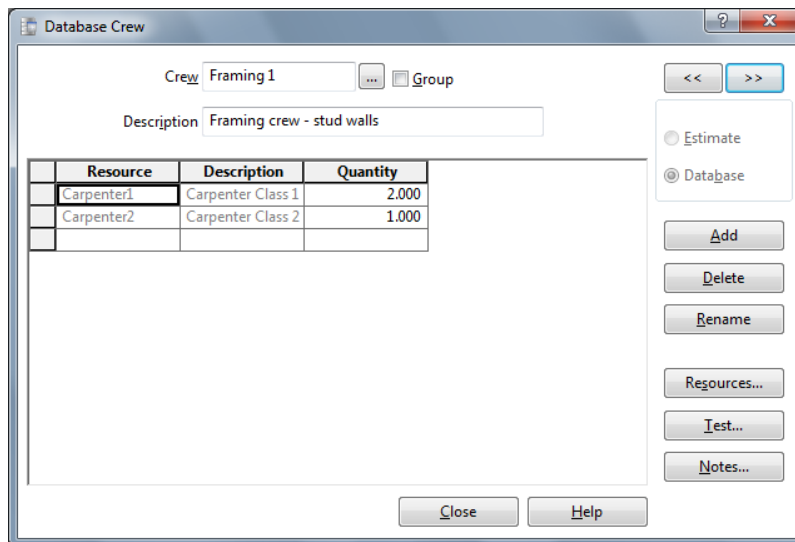 Database Crew
? X
Crew Framing 1 ... Group << >>
Description Framing crew - stud walls
Estimate
Database
Resource Description Quantity
Carpenter1 Carpenter Class 1 2.000
Carpenter2 Carpenter Class 2 1.000
Add
Delete
Rename
Resources...
Test...
Notes...
Close Help